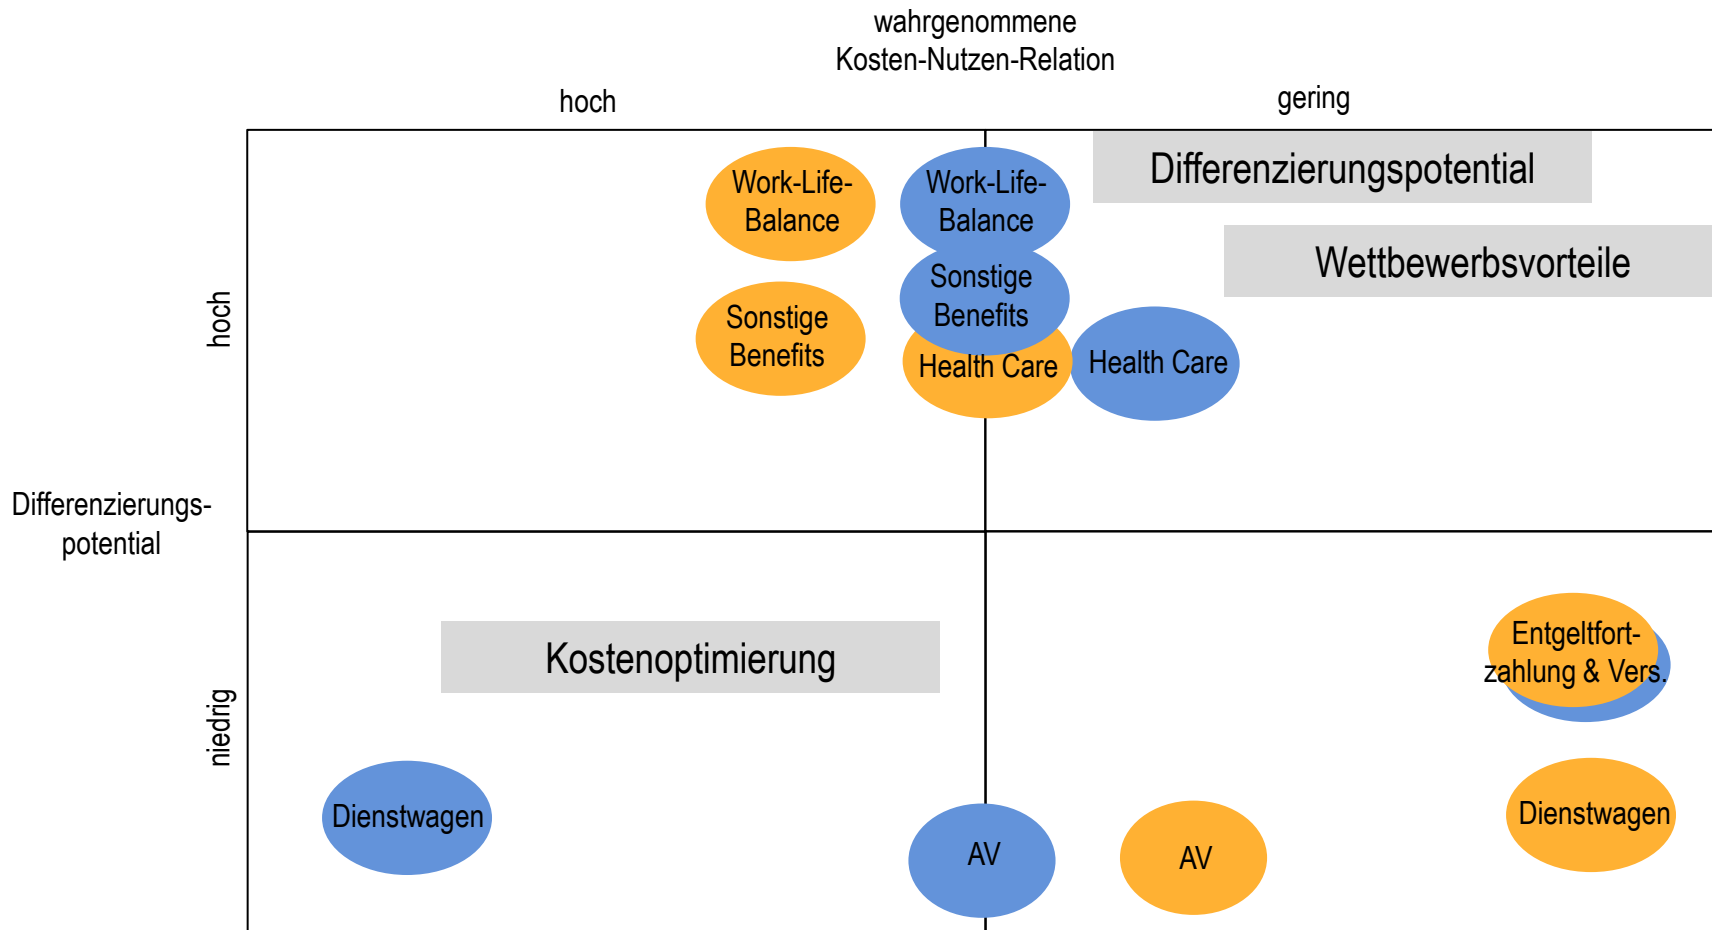 wahrgenommene
Kosten-Nutzen-Relation
hoch
gering
Differenzierungspotential
Wettbewerbsvorteile
Work-Life-
Balance
Work-Life-
Balance
Sonstige
Benefits
Sonstige
Benefits
Health Care
Health Care
hoch
Differenzierungs-
potential
niedrig
Kostenoptimierung
Entgeltfort-
zahlung & Vers.
Dienstwagen
AV
AV
Dienstwagen